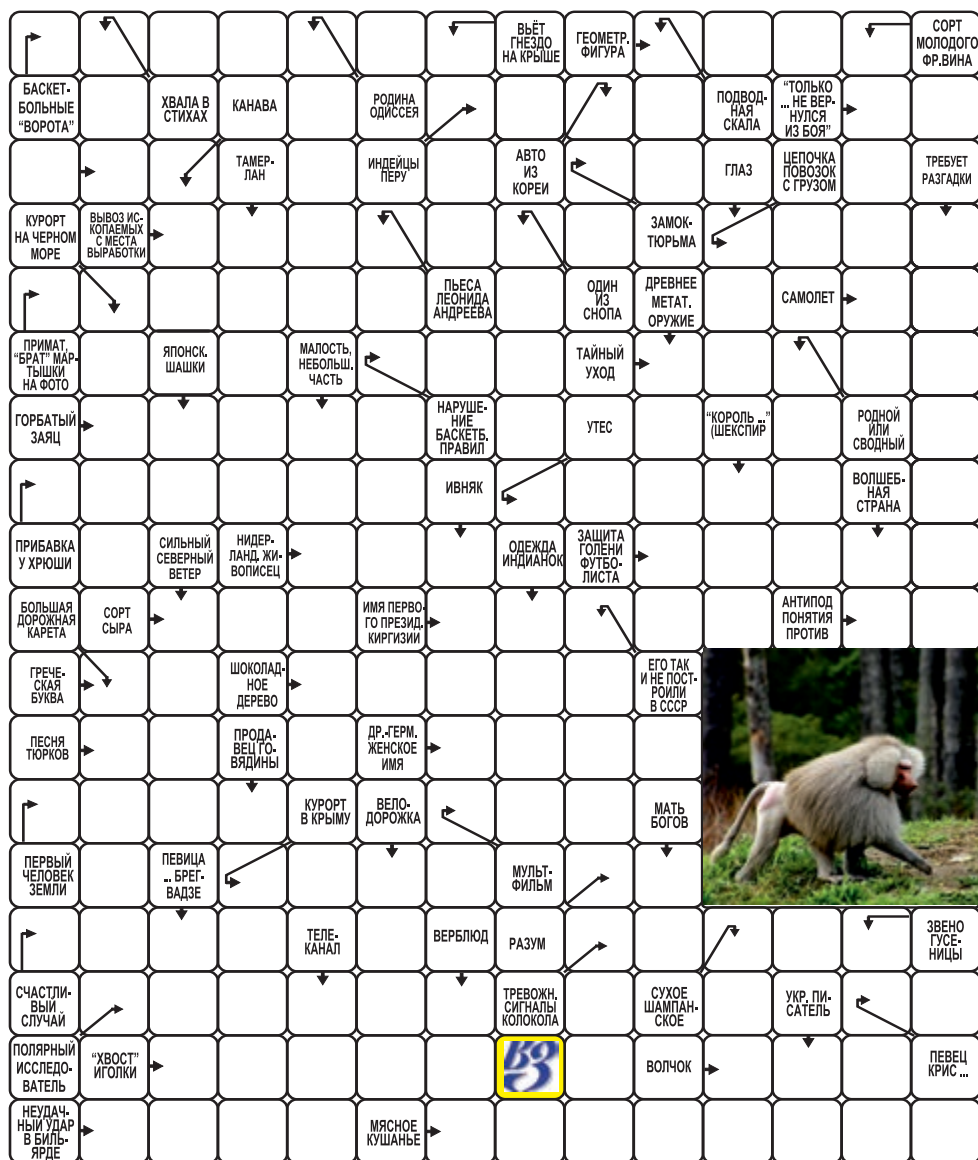 ВЬЁТ
ГНЕЗДО
НА КРЫШЕ
ГЕОМЕТР.
ФИГУРА
СОРТ
МОЛОДОГО
ФР.ВИНА
БАСКЕТ-
БОЛЬНЫЕ
“ВОРОТА”
ХВАЛА В
СТИХАХ
КАНАВА
РОДИНА
ОДИССЕЯ
ПОДВОД-
НАЯ
СКАЛА
“ТОЛЬКО
... НЕ ВЕР-
НУЛСЯ
ИЗ БОЯ”
ТАМЕР-
ЛАН
ИНДЕЙЦЫ
ПЕРУ
АВТО
ИЗ
КОРЕИ
ГЛАЗ
ЦЕПОЧКА
ПОВОЗОК
С ГРУЗОМ
ТРЕБУЕТ
РАЗГАДКИ
КУРОРТ
НА ЧЕРНОМ
МОРЕ
ВЫВОЗ ИС-
КОПАЕМЫХ
С МЕСТА
ВЫРАБОТКИ
ЗАМОК-
ТЮРЬМА
ПЬЕСА
ЛЕОНИДА
АНДРЕЕВА
ОДИН
ИЗ
СНОПА
ДРЕВНЕЕ
МЕТАТ.
ОРУЖИЕ
САМОЛЕТ
ПРИМАТ,
“БРАТ” МАР-
ТЫШКИ
НА ФОТО
ЯПОНСК.
ШАШКИ
МАЛОСТЬ,
НЕБОЛЬШ.
ЧАСТЬ
ТАЙНЫЙ
УХОД
ГОРБАТЫЙ
ЗАЯЦ
НАРУШЕ-
НИЕ
БАСКЕТБ.
ПРАВИЛ
УТЕС
“КОРОЛЬ ...”
(ШЕКСПИР
РОДНОЙ
ИЛИ
СВОДНЫЙ
ИВНЯК
ВОЛШЕБ-
НАЯ
СТРАНА
ПРИБАВКА
У ХРЮШИ
СИЛЬНЫЙ
СЕВЕРНЫЙ
ВЕТЕР
НИДЕР-
ЛАНД. ЖИ-
ВОПИСЕЦ
ОДЕЖДА
ИНДИАНОК
ЗАЩИТА
ГОЛЕНИ
ФУТБО-
ЛИСТА
БОЛЬШАЯ
ДОРОЖНАЯ
КАРЕТА
СОРТ
СЫРА
ИМЯ ПЕРВО-
ГО ПРЕЗИД.
КИРГИЗИИ
АНТИПОД
ПОНЯТИЯ
ПРОТИВ
ГРЕЧЕ-
СКАЯ
БУКВА
ШОКОЛАД-
НОЕ
ДЕРЕВО
ЕГО ТАК
И НЕ ПОСТ-
РОИЛИ
В СССР
ПЕСНЯ
ТЮРКОВ
ПРОДА-
ВЕЦ ГО-
ВЯДИНЫ
ДР.-ГЕРМ.
ЖЕНСКОЕ
ИМЯ
КУРОРТ
В КРЫМУ
ВЕЛО-
ДОРОЖКА
МАТЬ
БОГОВ
ПЕРВЫЙ
ЧЕЛОВЕК
ЗЕМЛИ
ПЕВИЦА
... БРЕГ-
ВАДЗЕ
МУЛЬТ-
ФИЛЬМ
ТЕЛЕ-
КАНАЛ
ВЕРБЛЮД
РАЗУМ
ЗВЕНО
ГУСЕ-
НИЦЫ
СЧАСТЛИ-
ВЫЙ
СЛУЧАЙ
ТРЕВОЖН.
СИГНАЛЫ
КОЛОКОЛА
СУХОЕ
ШАМПАН-
СКОЕ
УКР. ПИ-
САТЕЛЬ
ПОЛЯРНЫЙ
ИССЛЕДО-
ВАТЕЛЬ
“ХВОСТ”
ИГОЛКИ
ВЗ
ВОЛЧОК
ПЕВЕЦ
КРИС ...
НЕУДАЧ-
НЫЙ УДАР
В БИЛЬ-
ЯРДЕ
МЯСНОЕ
КУШАНЬЕ